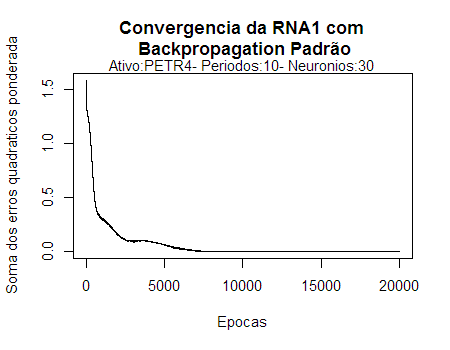 Convergencia da RNA1 com
Backpropagation Padrão
Ativo:PETR4- Periodos:10- Neuronios:30
Soma dos erros quadraticos ponderada
1.5
1.0
0.5
0.0
0 5000 10000 15000 20000
Epocas